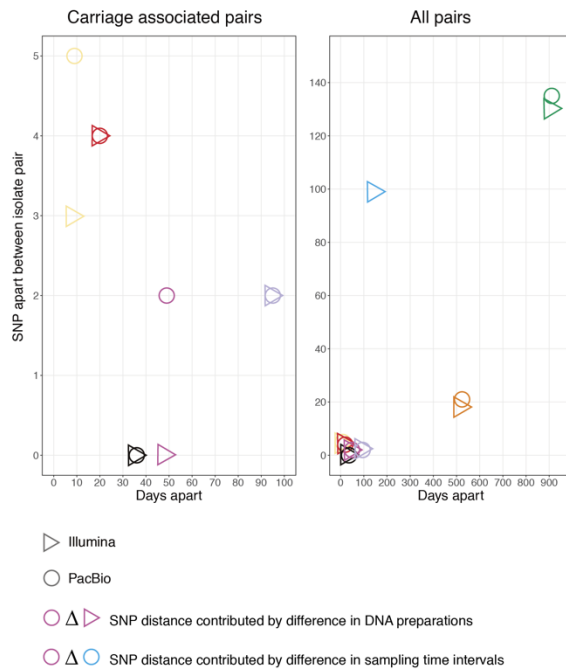 Carriage associated pairs
All pairs
SNP apart between isolate pair
5
4
3
2
1
0
0 10 20 30 40 50 60 70 80 90 100
Days apart
140
120
100
80
60
40
20
0
0 100 200 300 400 500 600 700 800 900
Days apart
Illumina
PacBio
Δ SNP distance contributed by difference in DNA preparations
Δ SNP distance contributed by difference in sampling time intervals